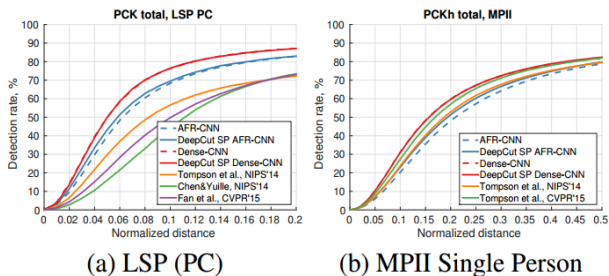 PCK total, LSP PC
Detection rate, %
100
90
80
70
60
50
40
30
20
10
0
AFR-CNN
DeepCut SP AFR-CNN
Dense-CNN
DeepCut SP Dense-CNN
Tompson et al., NIPS'14
Chen&Yuille, NIPS'14
Fan et al., CVPR'15
0 0.02 0.04 0.06 0.08 0.1 0.12 0.14 0.16 0.18 0.2
Normalized distance
(a) LSP (PC)
PCKh total, MPII
Detection rate, %
100
90
80
70
60
50
40
30
20
10
0
AFR-CNN
DeepCut SP AFR-CNN
Dense-CNN
DeepCut SP Dense-CNN
Tompson et al., NIPS'14
Tompson et al., CVPR'15
0.05 0.1 0.15 0.2 0.25 0.3 0.35 0.4 0.45 0.5
Normalized distance
(b) MPII Single Person